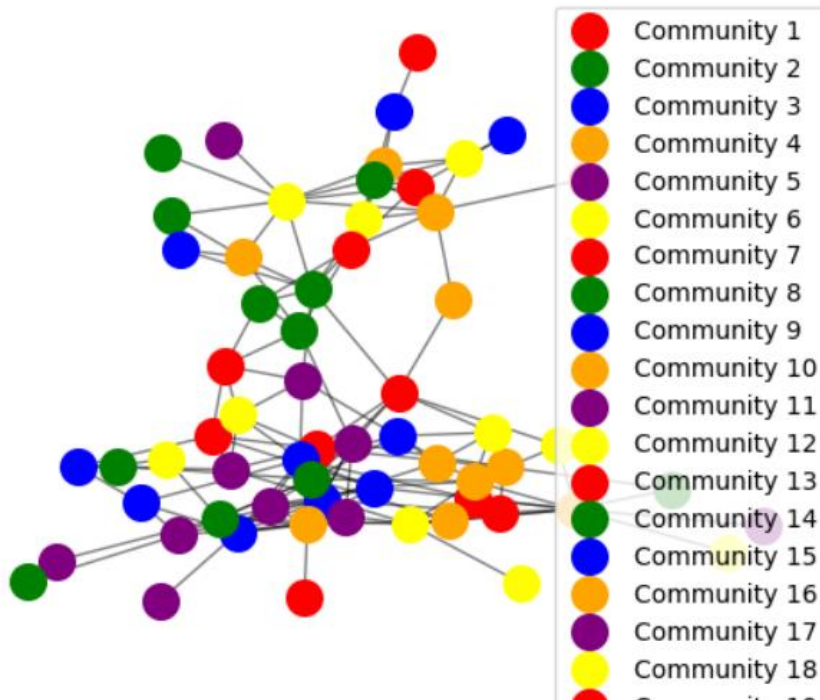 Community 1
Community 2
Community 3
Community 4
Community 5
Community 6
Community 7
Community 8
Community 9
Community 10
Community 11
Community 12
Community 13
Community 14
Community 15
Community 16
Community 17
Community 18